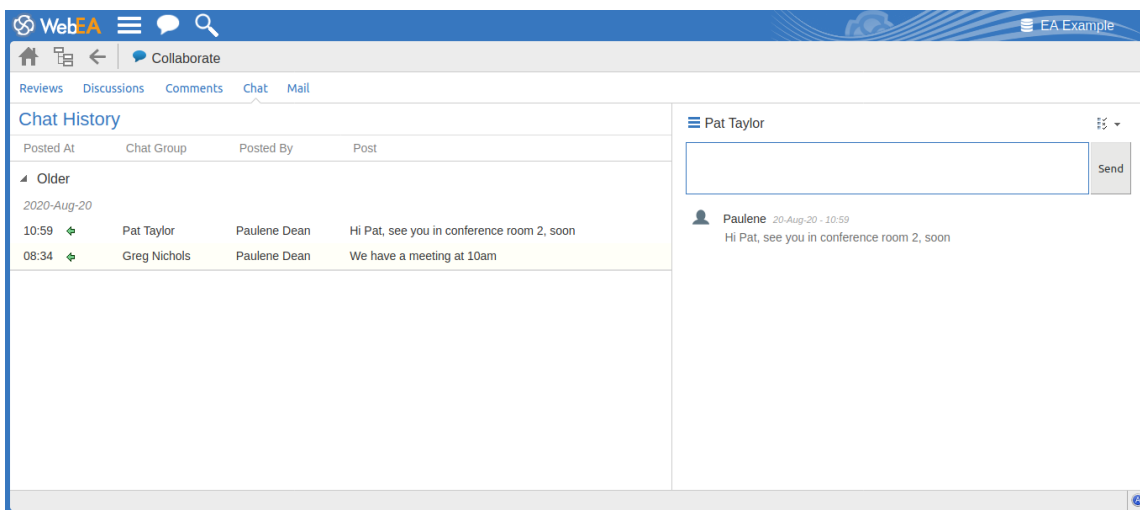 WebEA
EA Example
Collaborate
Reviews Discussions Comments Chat Mail
Chat History
Posted At Chat Group Posted By Post
Older
2020-Aug-20
10:59 Pat Taylor Paulene Dean Hi Pat, see you in conference room 2, soon
08:34 Greg Nichols Paulene Dean We have a meeting at 10am
Pat Taylor
Send
Paulene 20-Aug-20 - 10:59
Hi Pat, see you in conference room 2, soon